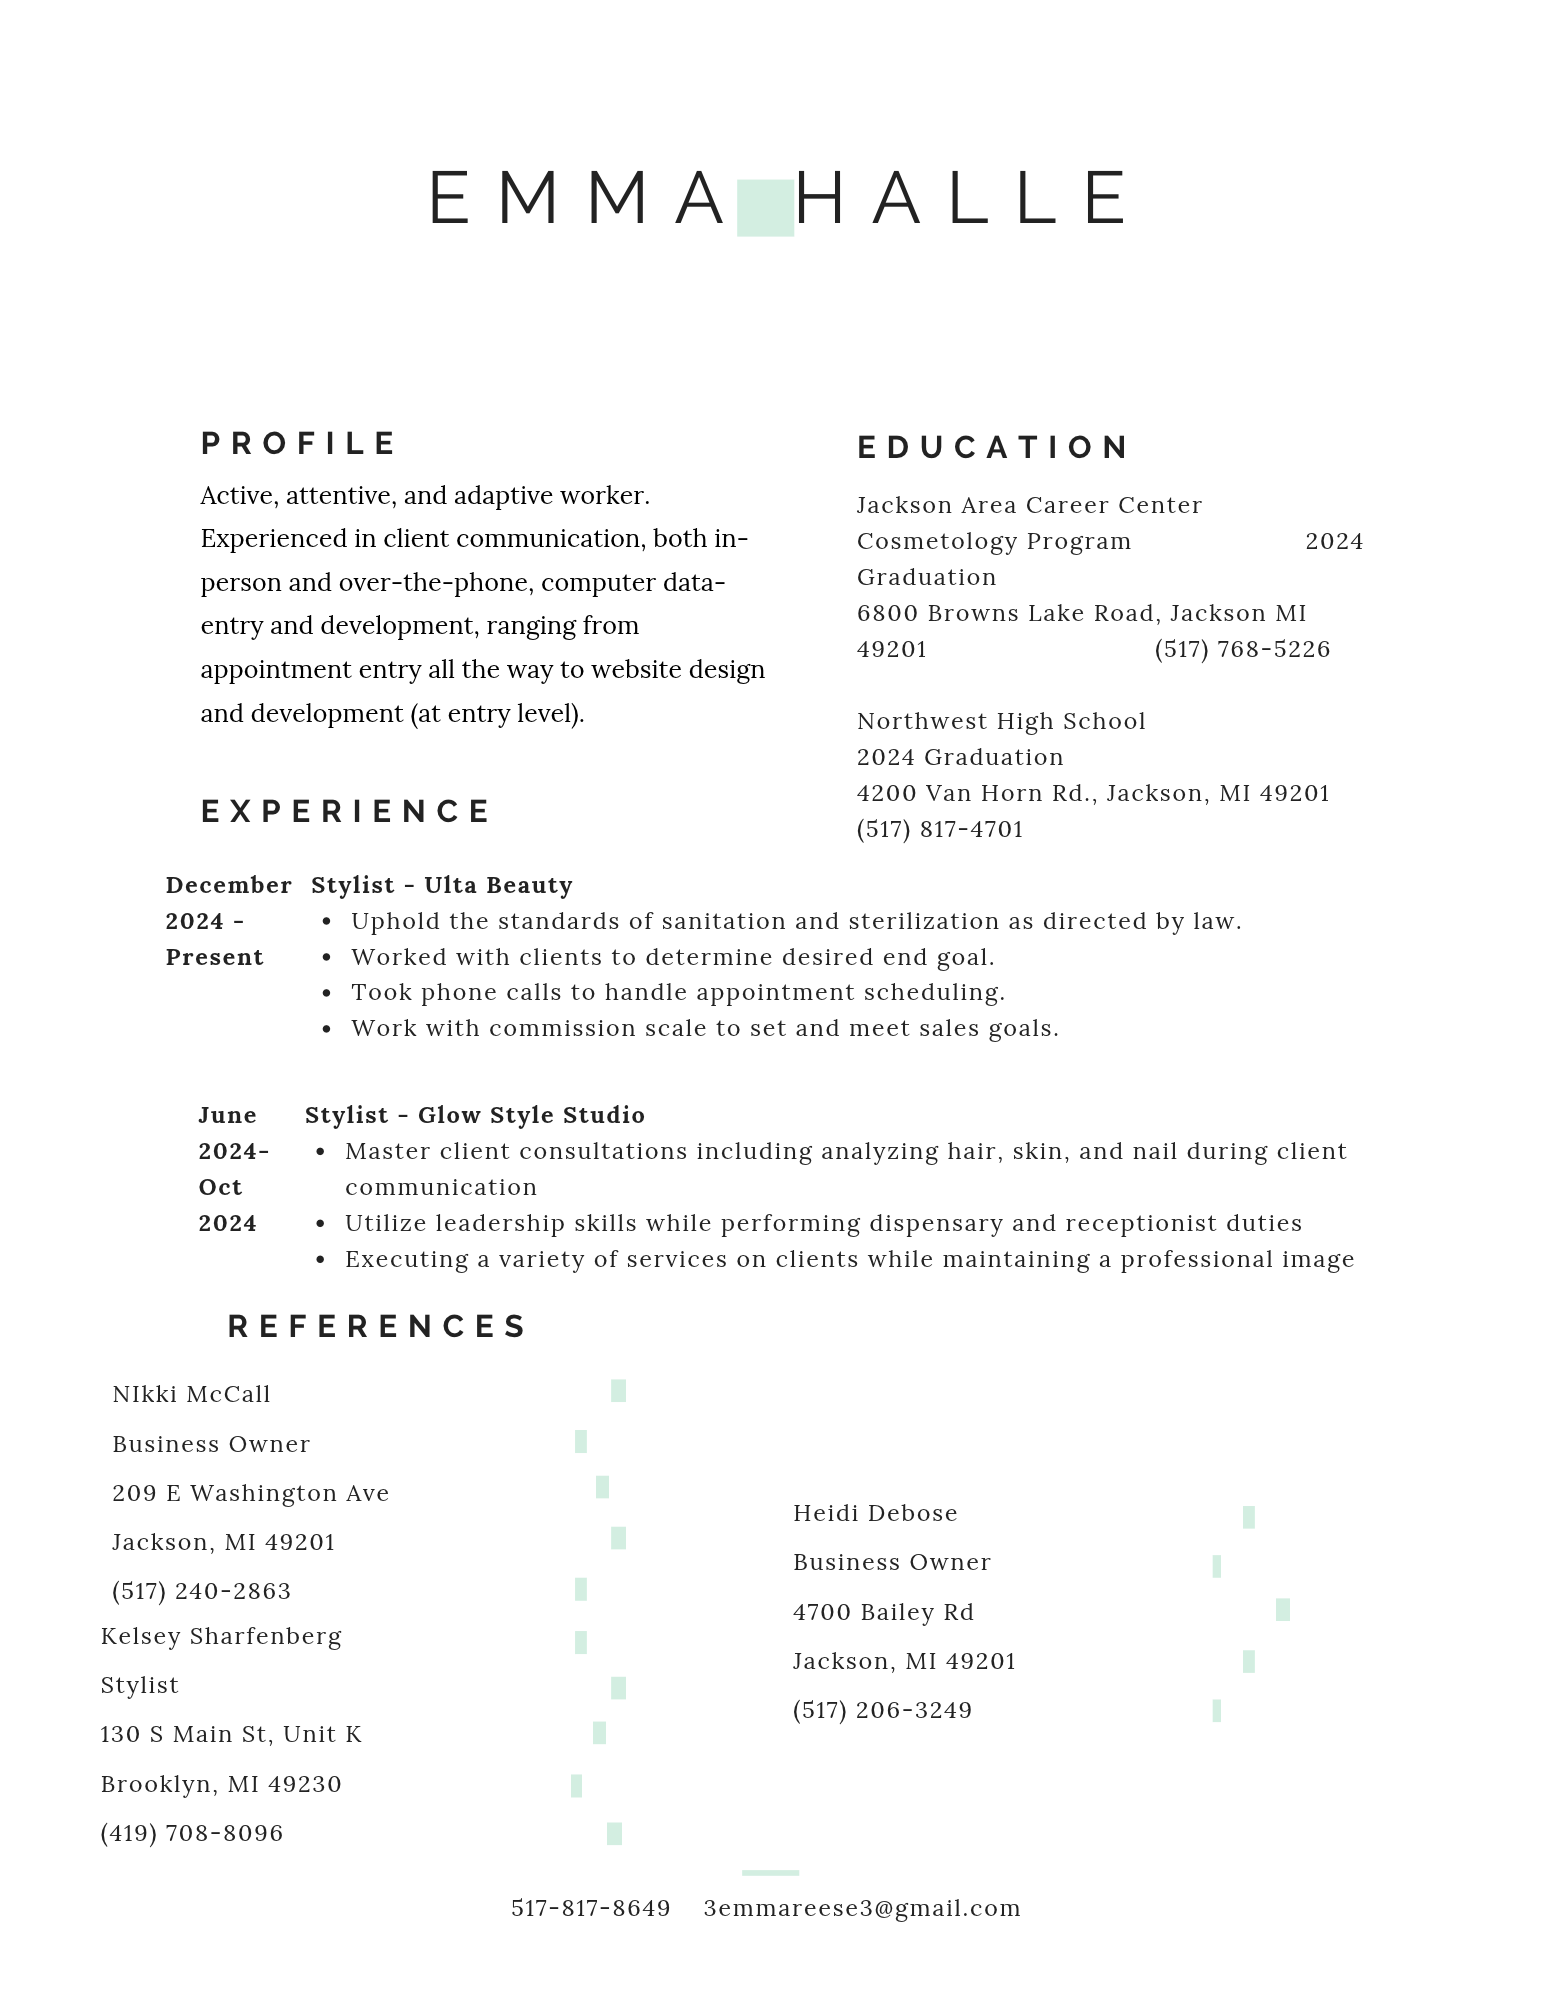 EMMA HALLE
PROFILE
Active, attentive, and adaptive worker.
Experienced in client communication, both in-
person and over-the-phone, computer data-
entry and development, ranging from
appointment entry all the way to website design
and development (at entry level).
EDUCATION
Jackson Area Career Center
Cosmetology Program 2024
Graduation
6800 Browns Lake Road, Jackson MI
49201 (517) 768-5226
Northwest High School
2024 Graduation
4200 Van Horn Rd., Jackson, MI 49201
(517) 817-4701
EXPERIENCE
December Stylist - Ulta Beauty
2024 - • Uphold the standards of sanitation and sterilization as directed by law.
Present • Worked with clients to determine desired end goal.
• Took phone calls to handle appointment scheduling.
• Work with commission scale to set and meet sales goals.
June Stylist - Glow Style Studio
2024- • Master client consultations including analyzing hair, skin, and nail during client
Oct communication
2024 • Utilize leadership skills while performing dispensary and receptionist duties
• Executing a variety of services on clients while maintaining a professional image
REFERENCES
NIkki McCall
Business Owner
209 E Washington Ave
Jackson, MI 49201
(517) 240-2863
Kelsey Sharfenberg
Stylist
130 S Main St, Unit K
Brooklyn, MI 49230
(419) 708-8096
Heidi Debose
Business Owner
4700 Bailey Rd
Jackson, MI 49201
(517) 206-3249
517-817-8649 3emmareese3@gmail.com